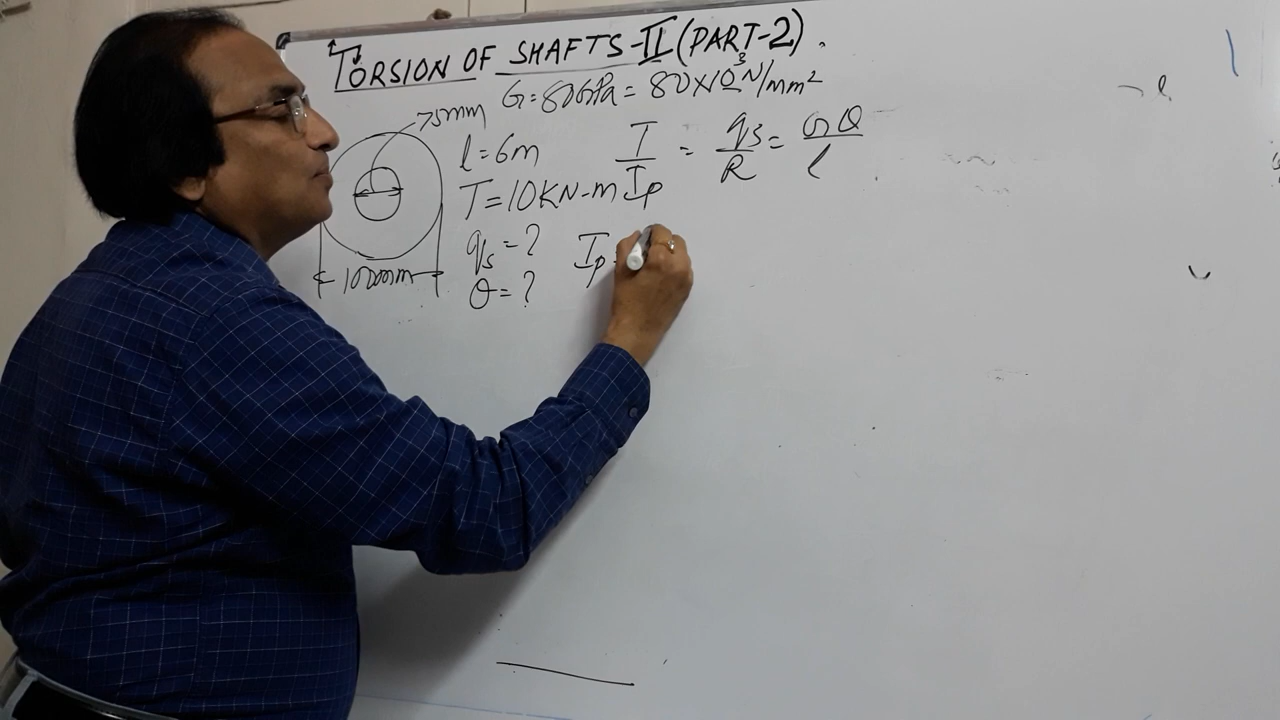 TORSION OF SHAFTS-II (PART-2).
G=80GPa = 80×10³N/mm²
75mm
l=6m
T/Ip = qs/R = Gθ/l
T=10KN-m
qs=?
Ip=
100mm
θ=?